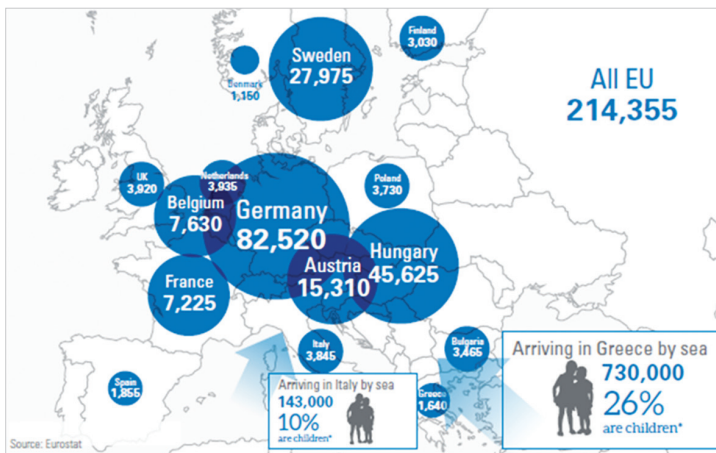 Finland
3,030
Sweden
27,975
Denmark
1,150
All EU
214,355
UK
3,920
Netherlands
3,935
Poland
3,730
Belgium
7,630
Germany
82,520
Hungary
45,625
Austria
15,310
France
7,225
Italy
3,845
Bulgaria
3,465
Spain
1,855
Greece
1,640
Arriving in Italy by sea
143,000
10%
are children*
Arriving in Greece by sea
730,000
26%
are children*
Source: Eurostat